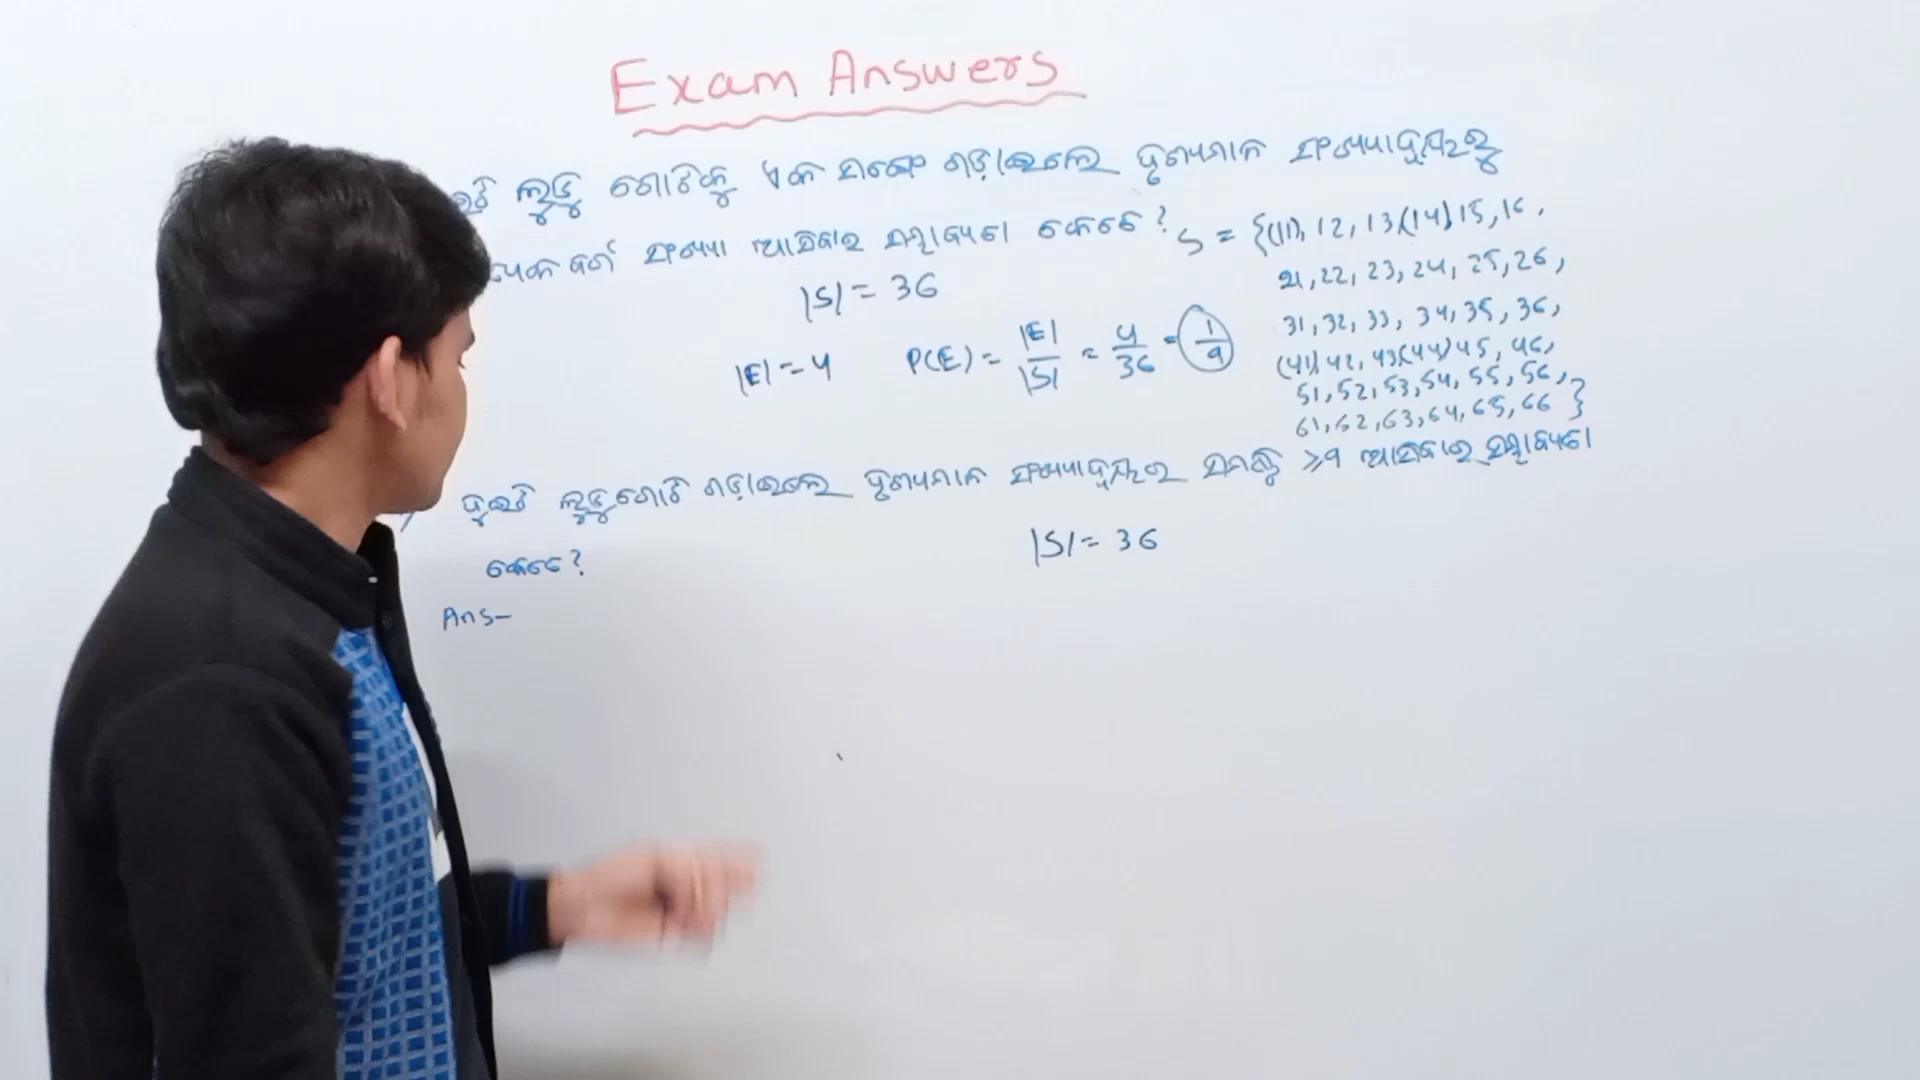 Exam Answers
ଲୁଡୁ ଗୋଟିକୁ ଏକ ସଙ୍ଗେ ଗଡ଼ାଇଲେ ଦୃଶ୍ୟମାନ ସଂଖ୍ୟାଦ୍ୱୟରୁ
ବର୍ଗ ସଂଖ୍ୟା ଆସିବାର ସମ୍ଭାବ୍ୟତା କେତେ?
S = {(11), 12, 13, (14) 15, 16,
21, 22, 23, 24, 25, 26,
|S| = 36
31, 32, 33, 34, 35, 36,
|E| = 4 P(E) = |E| / |S| = 4/36 = 1/9
(41) 42, 43, (44) 45, 46,
51, 52, 53, 54, 55, 56,
61, 62, 63, 64, 65, 66 }
ଦୁଇଟି ଲୁଡୁଗୋଟି ଗଡ଼ାଇଲେ ଦୃଶ୍ୟମାନ ସଂଖ୍ୟାଦ୍ୱୟର ସମଷ୍ଟି ≥9 ଆସିବାର ସମ୍ଭାବ୍ୟତା
କେତେ?
|S| = 36
Ans-